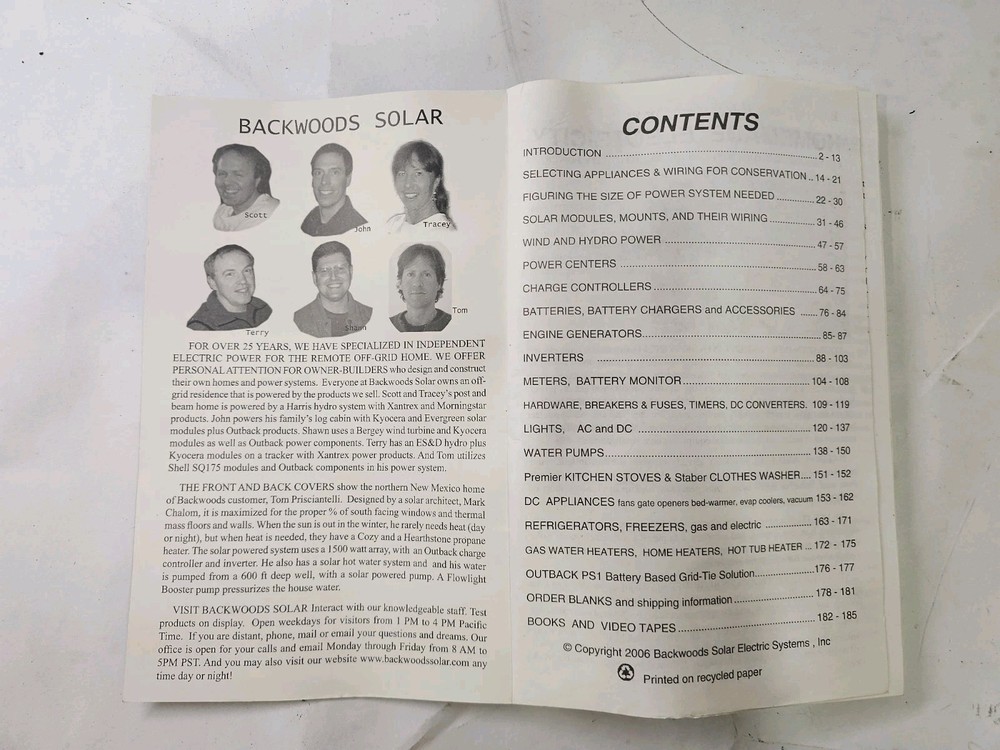 BACKWOODS SOLAR
Scott
John
Tracey
Terry
Shawn
Tom
FOR OVER 25 YEARS, WE HAVE SPECIALIZED IN INDEPENDENT
ELECTRIC POWER FOR THE REMOTE OFF-GRID HOME. WE OFFER
PERSONAL ATTENTION FOR OWNER-BUILDERS who design and construct
their own homes and power systems. Everyone at Backwoods Solar owns an off-
grid residence that is powered by the products we sell. Scott and Tracey's post and
beam home is powered by a Harris hydro system with Xantrex and Morningstar
products. John powers his family's log cabin with Kyocera and Evergreen solar
modules plus Outback products. Shawn uses a Bergey wind turbine and Kyocera
modules as well as Outback power components. Terry has an ES&D hydro plus
Kyocera modules on a tracker with Xantrex power products. And Tom utilizes
Shell SQ175 modules and Outback components in his power system.
THE FRONT AND BACK COVERS show the northern New Mexico home
of Backwoods customer, Tom Prisciantelli. Designed by a solar architect, Mark
Chalom, it is maximized for the proper % of south facing windows and thermal
mass floors and walls. When the sun is out in the winter, he rarely needs heat (day
or night), but when heat is needed, they have a Cozy and a Hearthstone propane
heater. The solar powered system uses a 1500 watt array, with an Outback charge
controller and inverter. He also has a solar hot water system and and his water
is pumped from a 600 ft deep well, with a solar powered pump. A Flowlight
Booster pump pressurizes the house water.
VISIT BACKWOODS SOLAR Interact with our knowledgeable staff. Test
products on display. Open weekdays for visitors from 1 PM to 4 PM Pacific
Time. If you are distant, phone, mail or email your questions and dreams. Our
office is open for your calls and email Monday through Friday from 8 AM to
5PM PST. And you may also visit our website www.backwoodssolar.com any
time day or night!
CONTENTS
INTRODUCTION ........ 2 - 13
SELECTING APPLIANCES & WIRING FOR CONSERVATION .. 14 - 21
FIGURING THE SIZE OF POWER SYSTEM NEEDED ........ 22 - 30
SOLAR MODULES, MOUNTS, AND THEIR WIRING ........ 31 - 46
WIND AND HYDRO POWER ........ 47 - 57
POWER CENTERS ........ 58 - 63
CHARGE CONTROLLERS ........ 64 - 75
BATTERIES, BATTERY CHARGERS and ACCESSORIES ...... 76 - 84
ENGINE GENERATORS ........ 85- 87
INVERTERS ........ 88 - 103
METERS, BATTERY MONITOR ........ 104 - 108
HARDWARE, BREAKERS & FUSES, TIMERS, DC CONVERTERS. 109 - 119
LIGHTS, AC and DC ........ 120 - 137
WATER PUMPS ........ 138 - 150
Premier KITCHEN STOVES & Staber CLOTHES WASHER.... 151 - 152
DC APPLIANCES fans gate openers bed-warmer, evap coolers, vacuum 153 - 162
REFRIGERATORS, FREEZERS, gas and electric ........ 163 - 171
GAS WATER HEATERS, HOME HEATERS, HOT TUB HEATER ... 172 - 175
OUTBACK PS1 Battery Based Grid-Tie Solution ........ 176 - 177
ORDER BLANKS and shipping information ........ 178 - 181
BOOKS AND VIDEO TAPES ........ 182 - 185
© Copyright 2006 Backwoods Solar Electric Systems , Inc
Printed on recycled paper